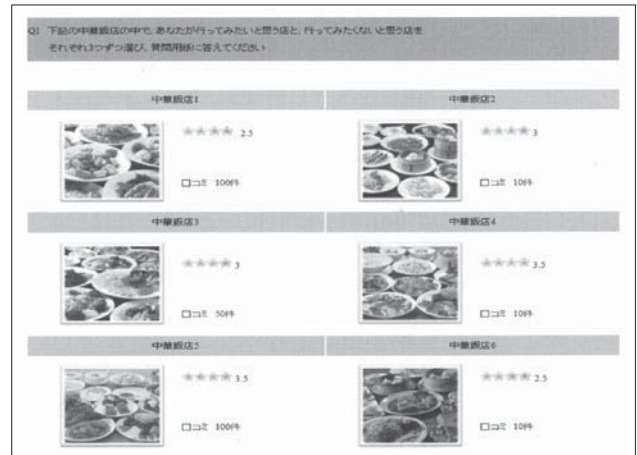 Q1 下記の中華飯店の中で、あなたが行ってみたいと思う店と、行ってみたくないと思う店を
それぞれ3つずつ選び、質問用紙に答えてください
中華飯店1 中華飯店2
★★★★ 2.5 ★★★★ 3
口コミ 100件 口コミ 10件
中華飯店3 中華飯店4
★★★★ 3 ★★★★ 3.5
口コミ 50件 口コミ 10件
中華飯店5 中華飯店6
★★★★ 3.5 ★★★★ 2.5
口コミ 100件 口コミ 10件